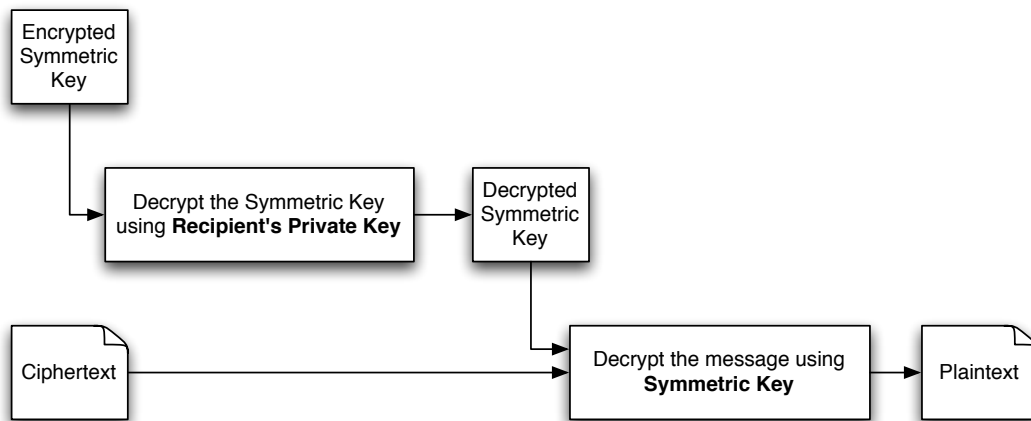 Encrypted
Symmetric
Key
Decrypt the Symmetric Key
using Recipient's Private Key
Decrypted
Symmetric
Key
Ciphertext
Decrypt the message using
Symmetric Key
Plaintext